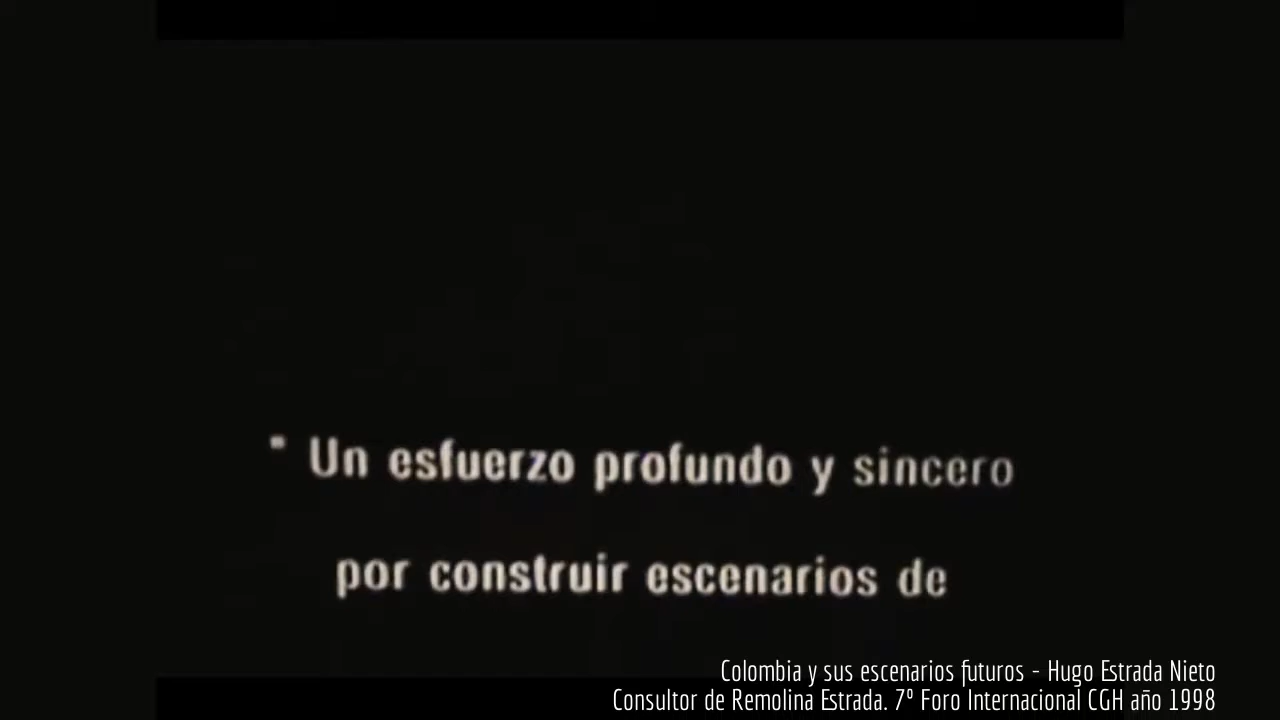 " Un esfuerzo profundo y sincero
por construir escenarios de
Colombia y sus escenarios futuros - Hugo Estrada Nieto
Consultor de Remolina Estrada. 7º Foro Internacional CGH año 1998